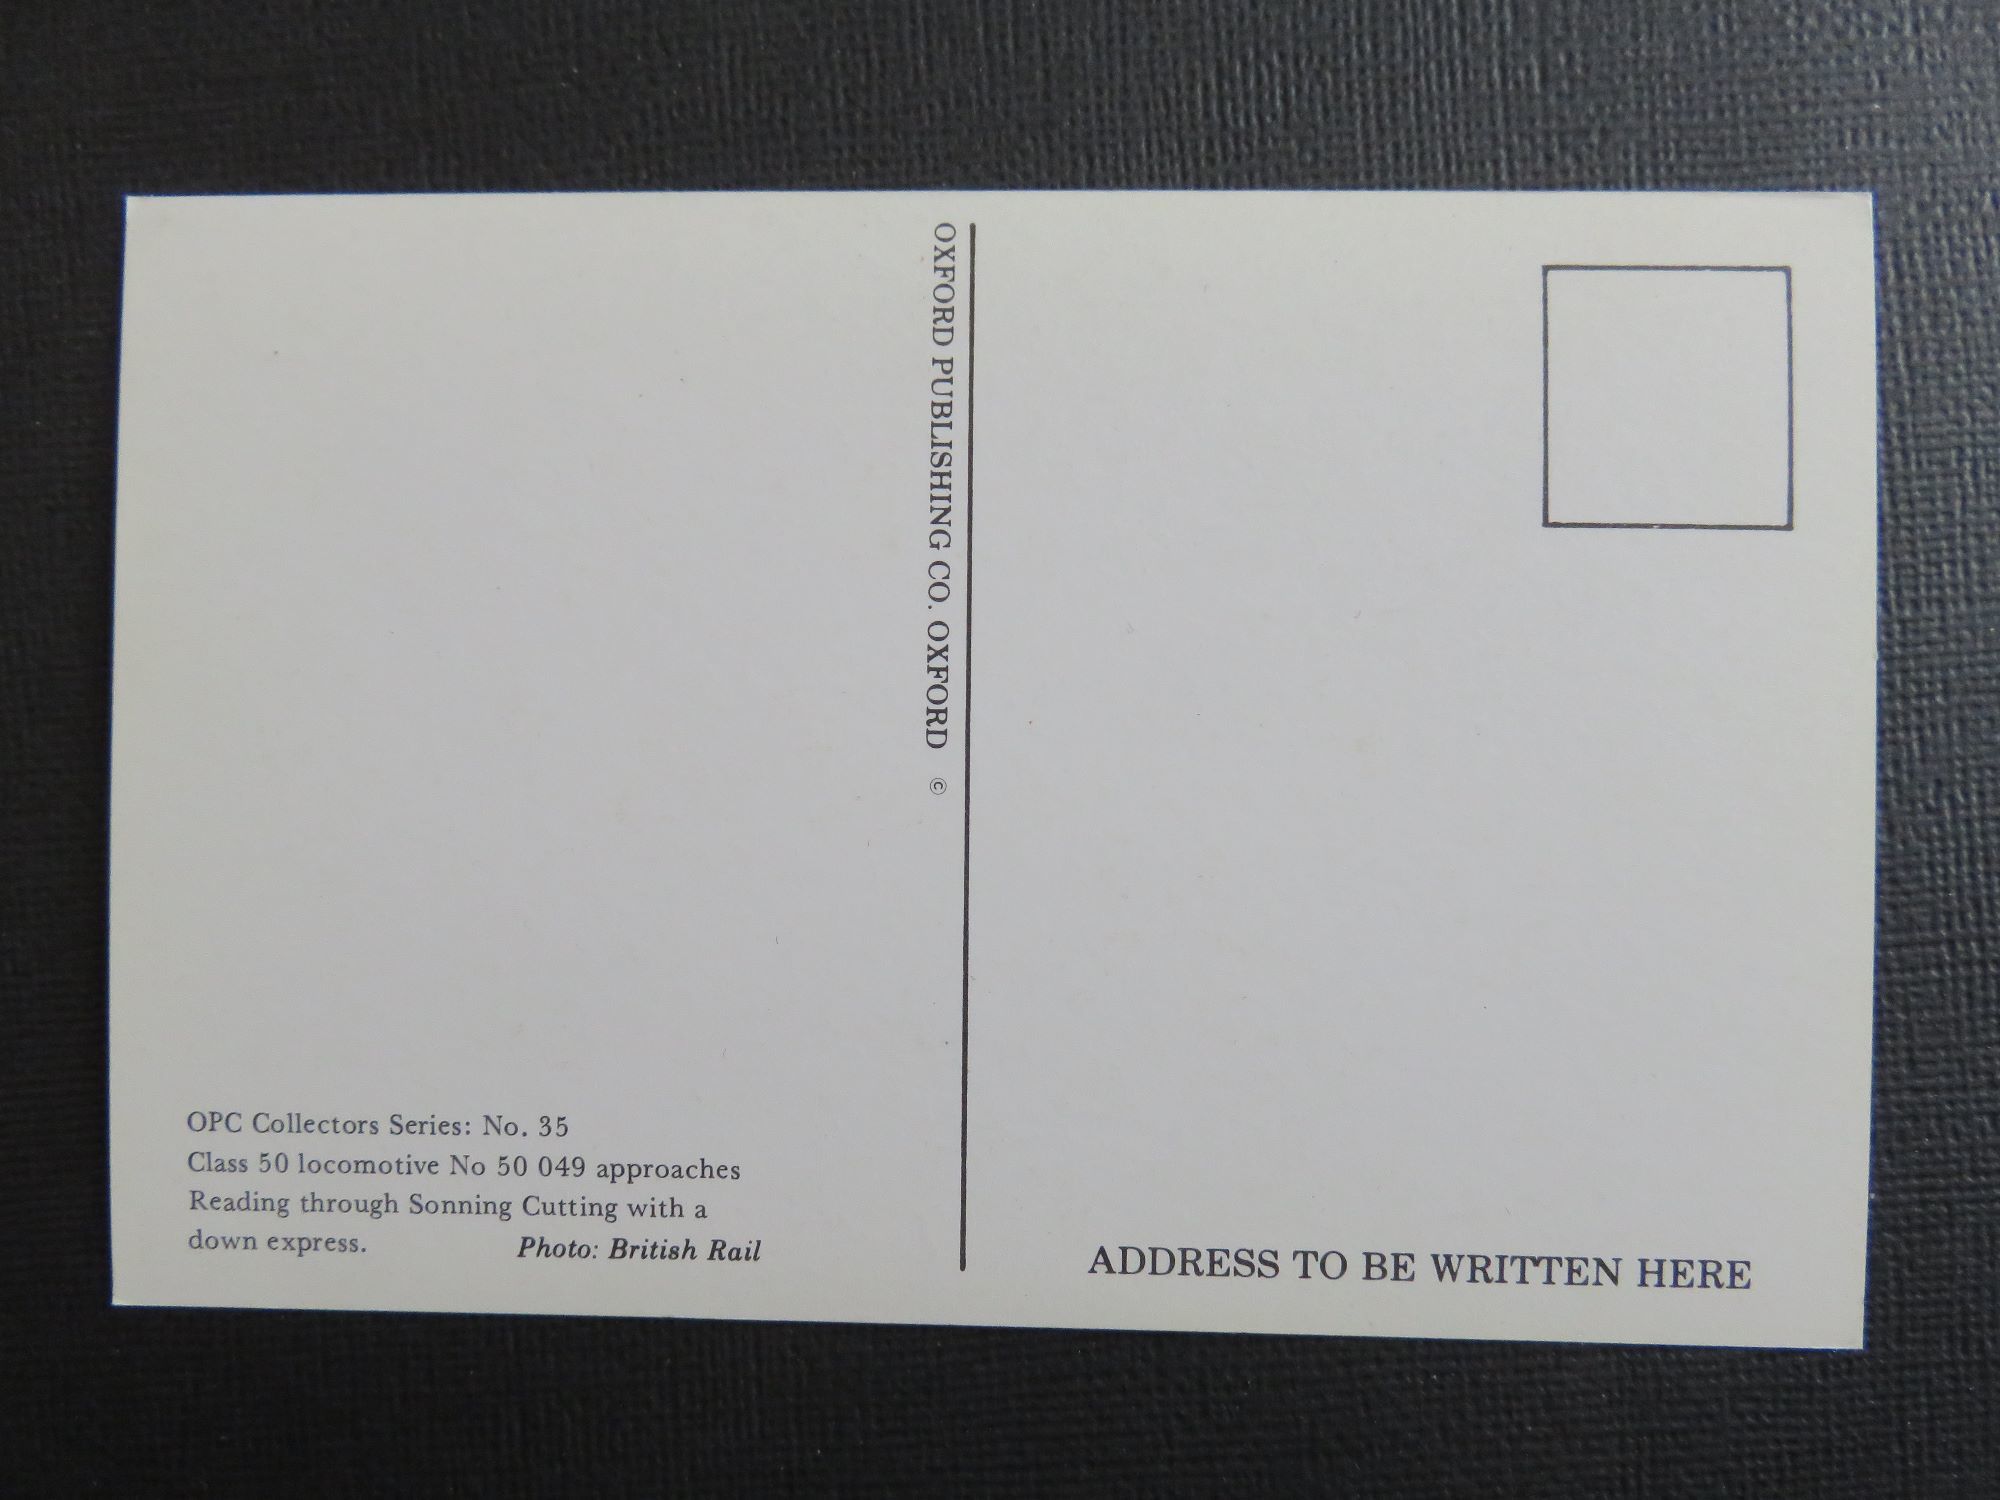 OPC Collectors Series: No. 35
Class 50 locomotive No 50 049 approaches
Reading through Sonning Cutting with a
down express. Photo: British Rail
OXFORD PUBLISHING CO. OXFORD ©
ADDRESS TO BE WRITTEN HERE